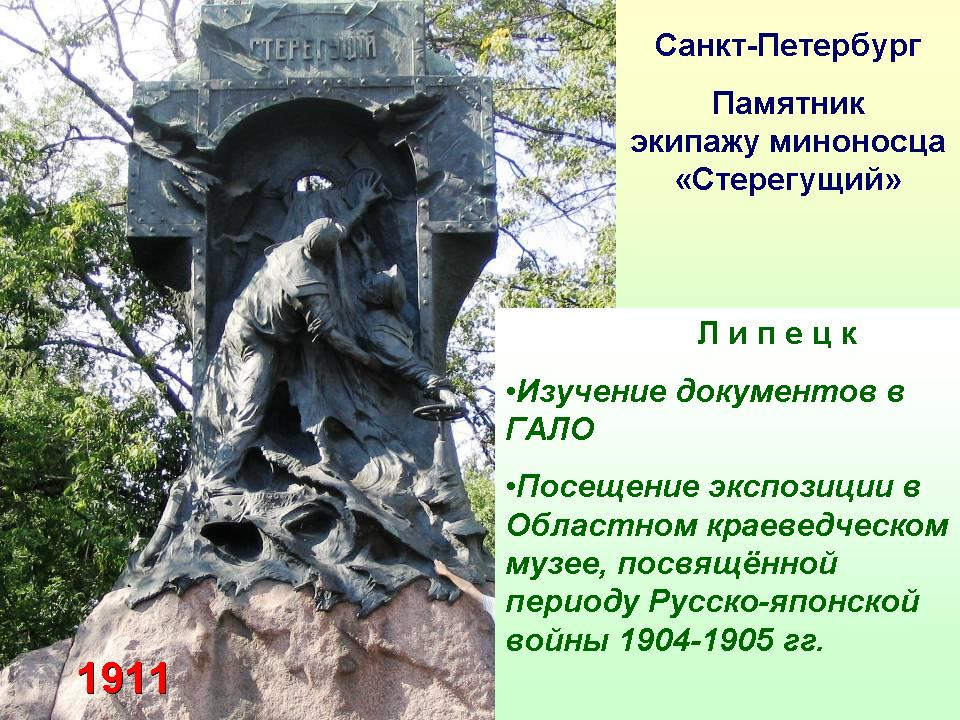 СТЕРЕГУЩІЙ
Санкт-Петербург
Памятник
экипажу миноносца
«Стерегущий»
Л и п е ц к
•Изучение документов в
ГАЛО
•Посещение экспозиции в
Областном краеведческом
музее, посвящённой
периоду Русско-японской
войны 1904-1905 гг.
1911